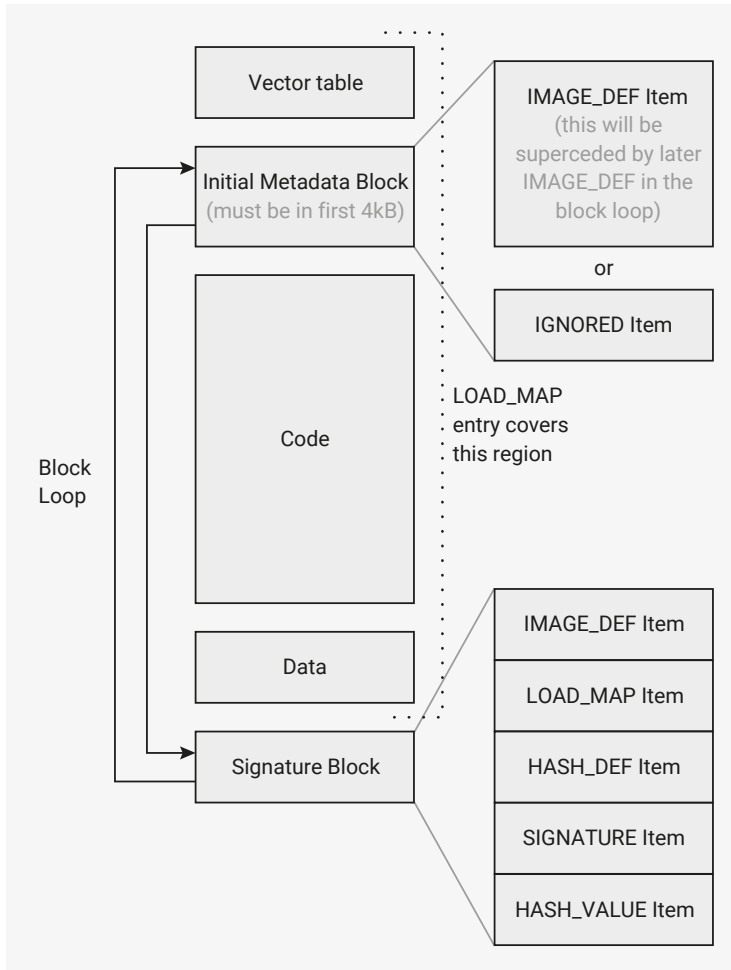 Vector table
Initial Metadata Block
(must be in first 4kB)
IMAGE_DEF Item
(this will be
superceded by later
IMAGE_DEF in the
block loop)
or
IGNORED Item
LOAD_MAP
entry covers
this region
Code
Block
Loop
Data
Signature Block
IMAGE_DEF Item
LOAD_MAP Item
HASH_DEF Item
SIGNATURE Item
HASH_VALUE Item